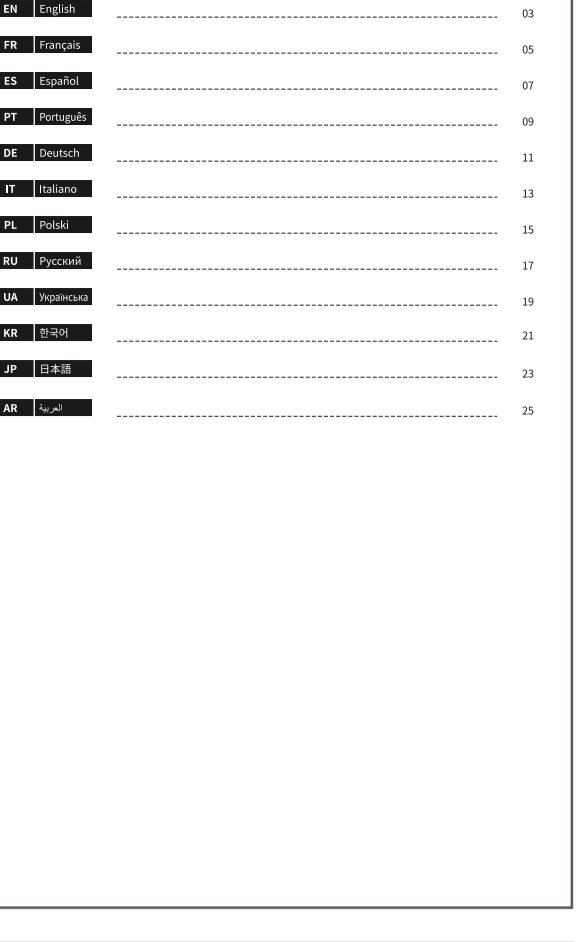 EN English 03
FR Français 05
ES Español 07
PT Português 09
DE Deutsch 11
IT Italiano 13
PL Polski 15
RU Русский 17
UA Українська 19
KR 한국어 21
JP 日本語 23
AR العربية 25